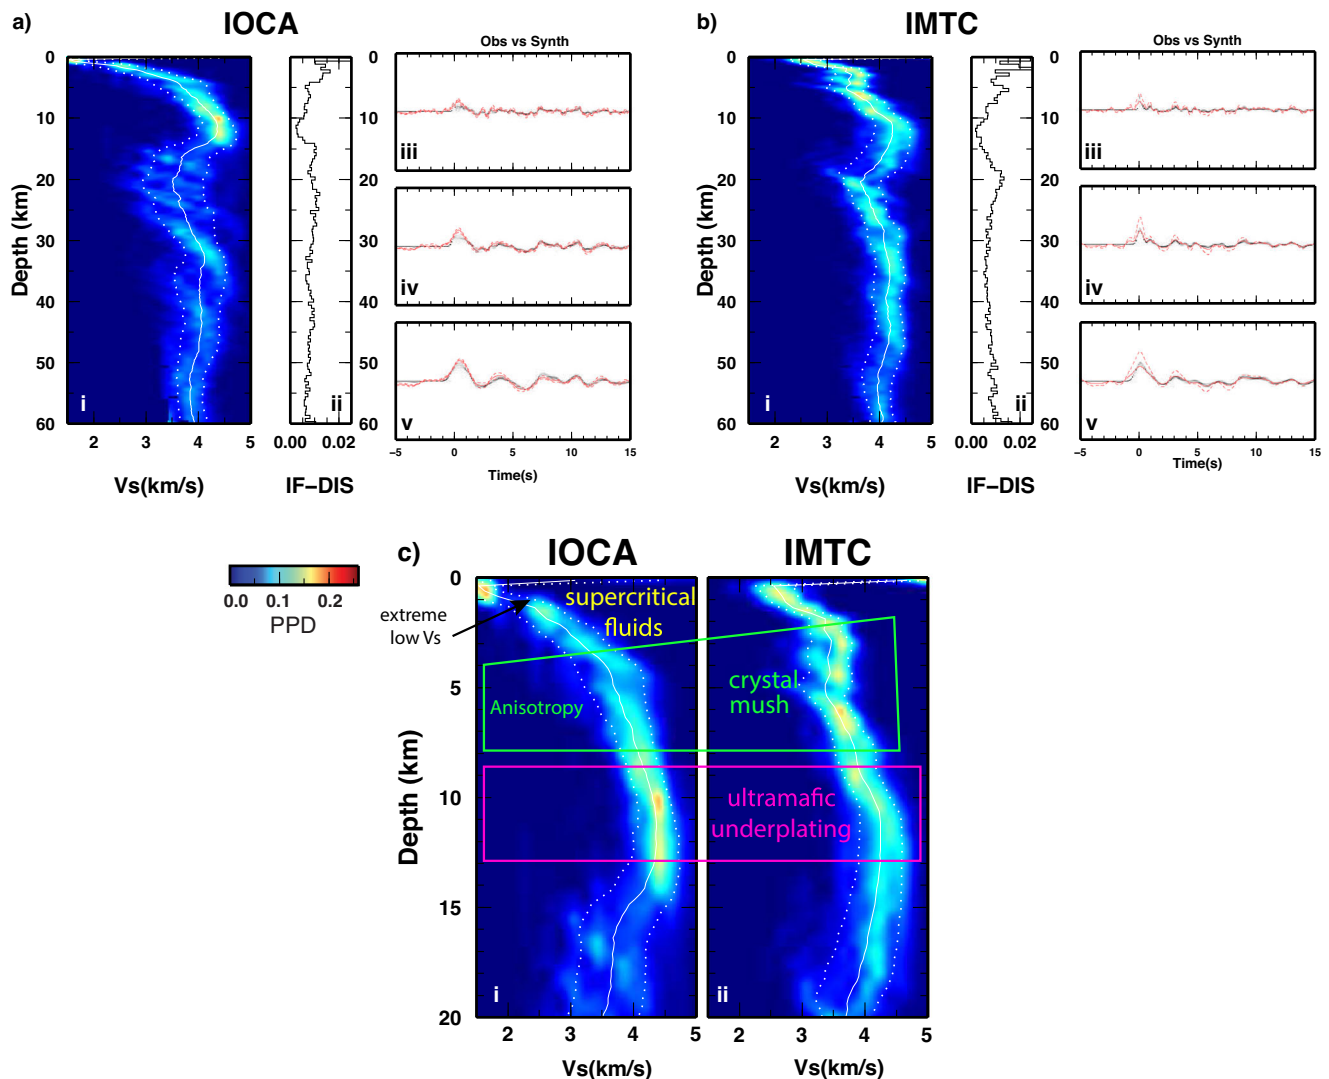 a)
IOCA
Depth (km)
0
10
20
30
40
50
60
i
2
3
4
5
Vs(km/s)
ii
0.00
0.02
IF−DIS
0
10
20
30
40
50
60
Obs vs Synth
iii
iv
v
−5
0
5
10
15
Time(s)
b)
IMTC
Depth (km)
0
10
20
30
40
50
60
i
2
3
4
5
Vs(km/s)
ii
0.00
0.02
IF−DIS
0
10
20
30
40
50
60
Obs vs Synth
iii
iv
v
−5
0
5
10
15
Time(s)
0.0
0.1
0.2
PPD
c)
IOCA
IMTC
Depth (km)
0
5
10
15
20
extreme
low Vs
supercritical
fluids
Anisotropy
crystal
mush
ultramafic
underplating
i
ii
2
3
4
5
2
3
4
5
Vs(km/s)
Vs(km/s)